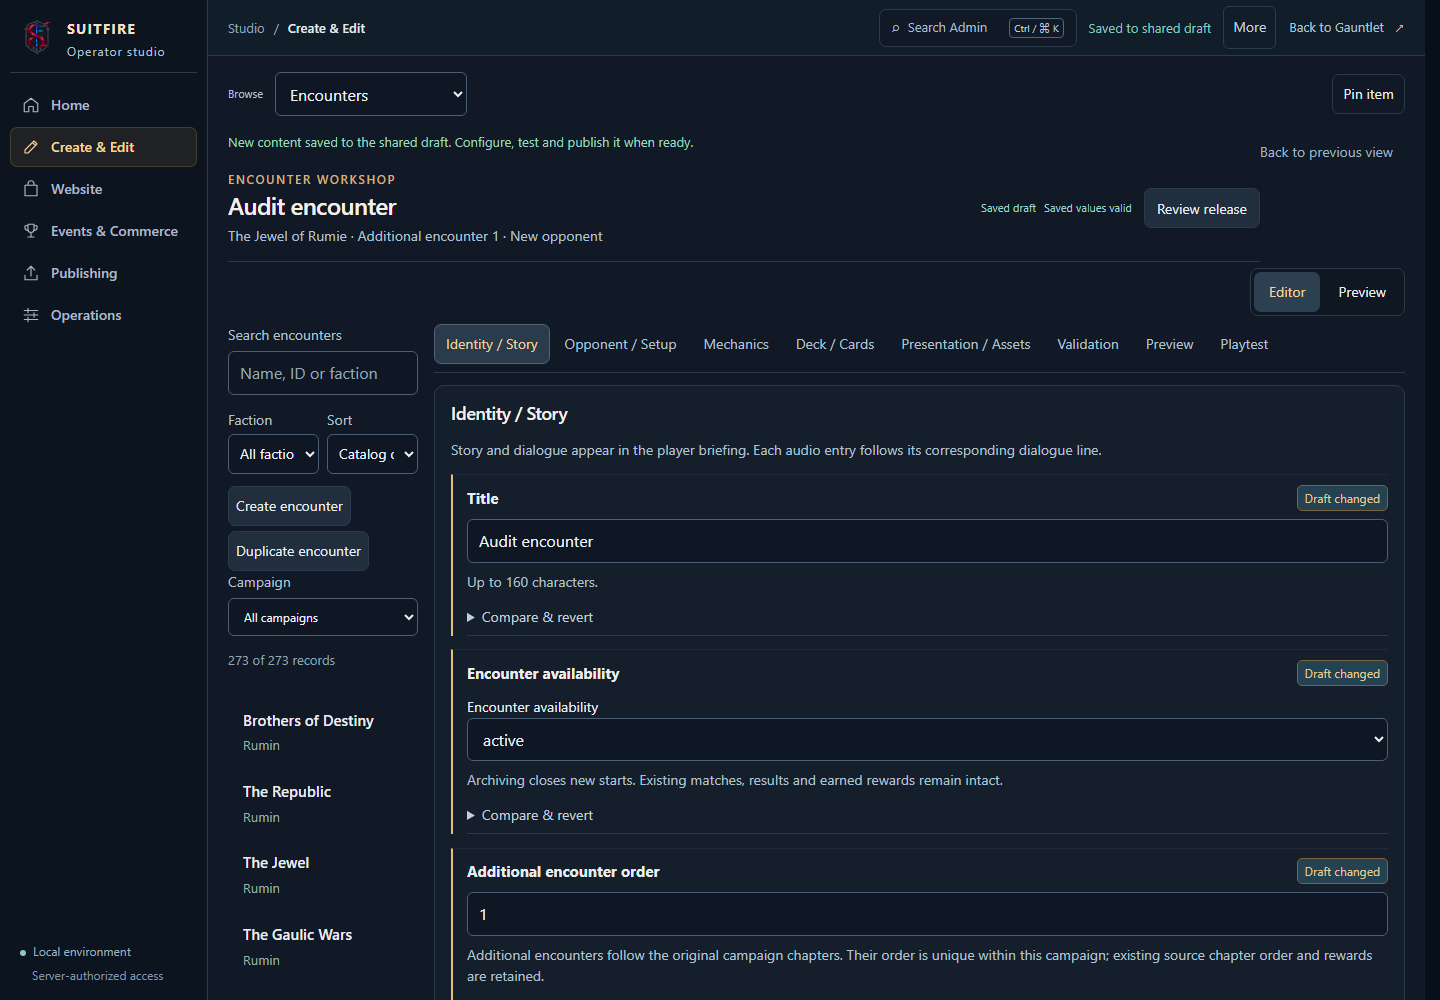 SUITFIRE
Operator studio
Home
Create & Edit
Website
Events & Commerce
Publishing
Operations
Local environment
Server-authorized access
Studio / Create & Edit
Search Admin Ctrl / ⌘ K
Saved to shared draft
More
Back to Gauntlet ↗
Browse
Encounters
Pin item
New content saved to the shared draft. Configure, test and publish it when ready.
Back to previous view
ENCOUNTER WORKSHOP
Audit encounter
The Jewel of Rumie · Additional encounter 1 · New opponent
Saved draft Saved values valid
Review release
Editor Preview
Search encounters
Name, ID or faction
Faction Sort
All factio Catalog c
Create encounter
Duplicate encounter
Campaign
All campaigns
273 of 273 records
Brothers of Destiny
Rumin
The Republic
Rumin
The Jewel
Rumin
The Gaulic Wars
Rumin
Identity / Story Opponent / Setup Mechanics Deck / Cards Presentation / Assets Validation Preview Playtest
Identity / Story
Story and dialogue appear in the player briefing. Each audio entry follows its corresponding dialogue line.
Title Draft changed
Audit encounter
Up to 160 characters.
Compare & revert
Encounter availability Draft changed
Encounter availability
active
Archiving closes new starts. Existing matches, results and earned rewards remain intact.
Compare & revert
Additional encounter order Draft changed
1
Additional encounters follow the original campaign chapters. Their order is unique within this campaign; existing source chapter order and rewards
are retained.